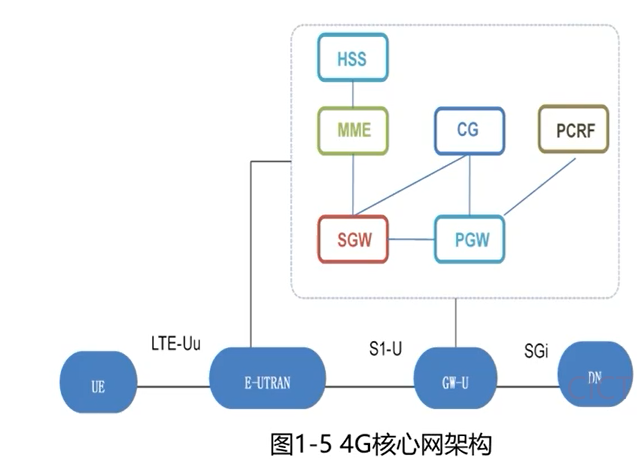 HSS
MME
CG
PCRF
SGW
PGW
LTE-Uu
S1-U
SGi
UE
E-UTRAN
GW-U
DN
图1-5 4G核心网架构